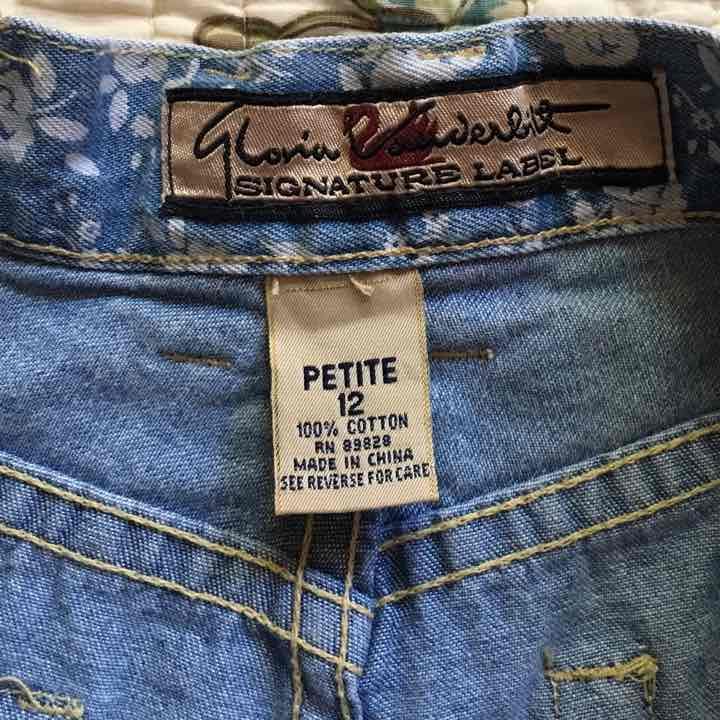 Gloria Vanderbilt
SIGNATURE LABEL
PETITE
12
100% COTTON
RN 89828
MADE IN CHINA
SEE REVERSE FOR CARE